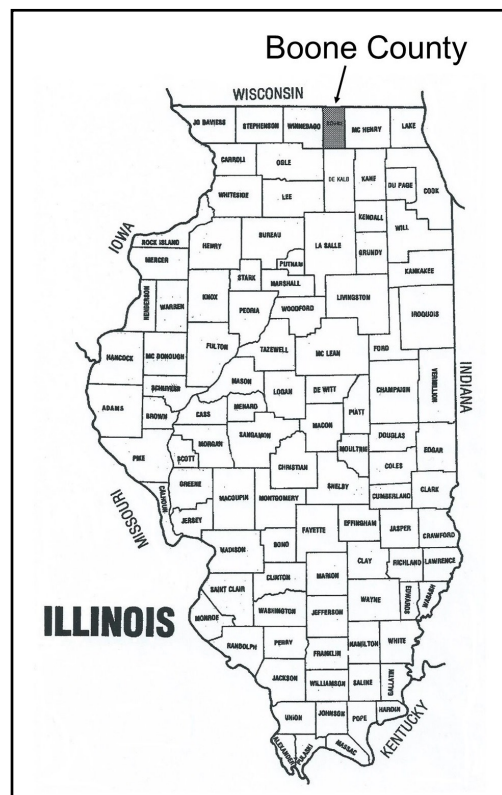 Boone County
WISCONSIN
JO DAVIESS
STEPHENSON
WINNEBAGO
MC HENRY
LAKE
CARROLL
OGLE
DE KALB
KANE
DU PAGE
COOK
WHITESIDE
LEE
KENDALL
WILL
IOWA
ROCK ISLAND
HENRY
BUREAU
LA SALLE
GRUNDY
MERCER
PUTNAM
KANKAKEE
STARK
MARSHALL
HENDERSON
WARREN
KNOX
PEORIA
WOODFORD
LIVINGSTON
IROQUOIS
FULTON
TAZEWELL
MC LEAN
FORD
HANCOCK
MC DONOUGH
MASON
SCHUYLER
LOGAN
DE WITT
CHAMPAIGN
VERMILLION
INDIANA
ADAMS
BROWN
CASS
MENARD
PIATT
MACON
PIKE
SCOTT
MORGAN
SANGAMON
MOULTRIE
DOUGLAS
EDGAR
CHRISTIAN
COLES
MISSOURI
CALHOUN
GREENE
MACOUPIN
MONTGOMERY
SHELBY
CUMBERLAND
CLARK
JERSEY
FAYETTE
EFFINGHAM
JASPER
CRAWFORD
MADISON
BOND
CLAY
RICHLAND
LAWRENCE
CLINTON
MARION
SAINT CLAIR
WAYNE
EDWARDS
WABASH
WASHINGTON
JEFFERSON
MONROE
ILLINOIS
RANDOLPH
PERRY
HAMILTON
WHITE
FRANKLIN
JACKSON
WILLIAMSON
SALINE
GALLATIN
UNION
JOHNSON
POPE
HARDIN
KENTUCKY
ALEXANDER
PULASKI
MASSAC